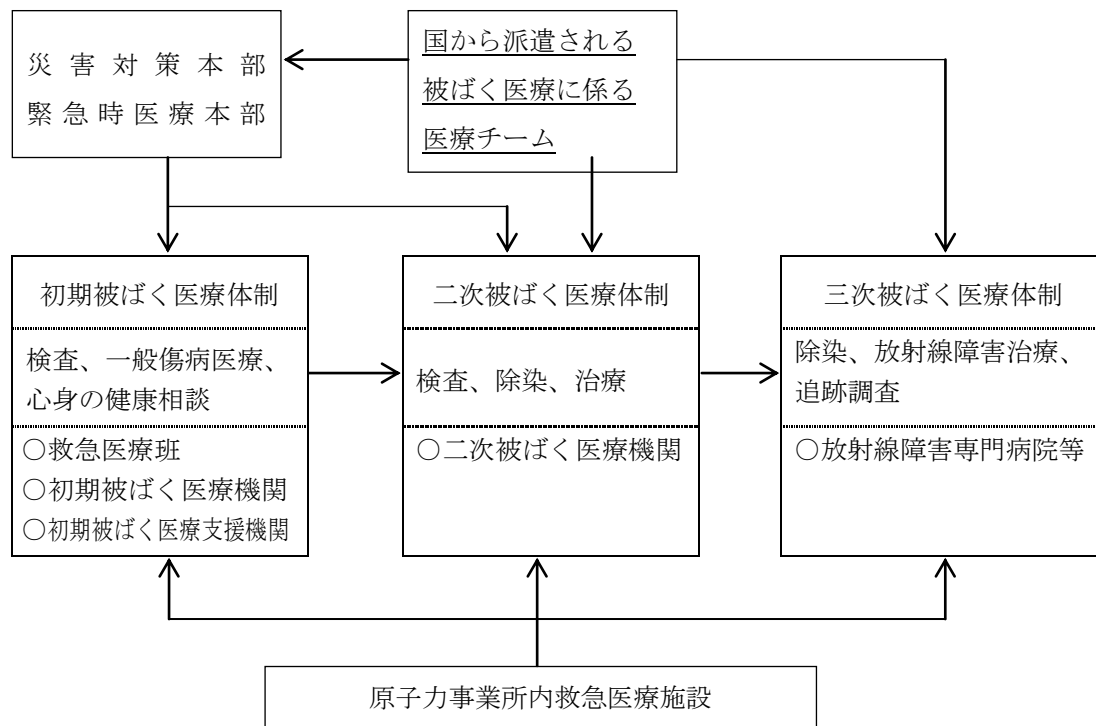 災害対策本部
緊急時医療本部
国から派遣される
被ばく医療に係る
医療チーム
初期被ばく医療体制
検査、一般傷病医療、
心身の健康相談
○救急医療班
○初期被ばく医療機関
○初期被ばく医療支援機関
二次被ばく医療体制
検査、除染、治療
○二次被ばく医療機関
三次被ばく医療体制
除染、放射線障害治療、
追跡調査
○放射線障害専門病院等
原子力事業所内救急医療施設